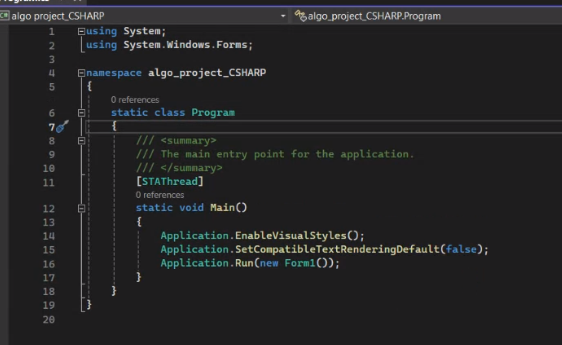 algo project_CSHARP
algo_project_CSHARP.Program
1 using System;
2 using System.Windows.Forms;
3
4 namespace algo_project_CSHARP
5 {
0 references
6 static class Program
7 {
8 /// <summary>
9 /// The main entry point for the application.
10 /// </summary>
11 [STAThread]
0 references
12 static void Main()
13 {
14 Application.EnableVisualStyles();
15 Application.SetCompatibleTextRenderingDefault(false);
16 Application.Run(new Form1());
17 }
18 }
19 }
20